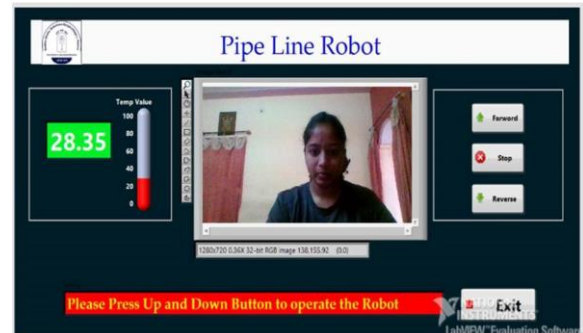 Pipe Line Robot
Temp Value
28.35
100
80
60
40
20
0
1280x720 0.36X 32-bit RGB image 138,155,92 (0,0)
Farword
Stop
Reverse
Please Press Up and Down Button to operate the Robot
Exit
NATIONAL
INSTRUMENTS
LabVIEW Evaluation Software